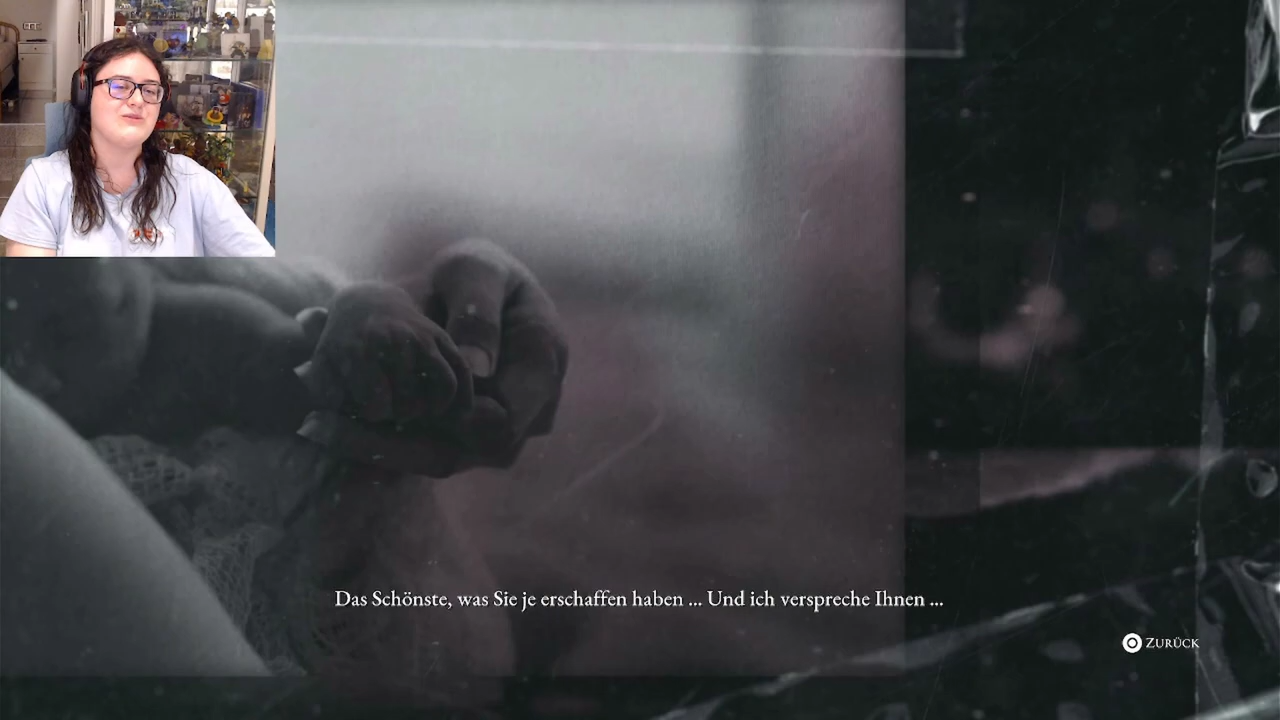 Das Schönste, was Sie je erschaffen haben ... Und ich verspreche Ihnen ...
ZURÜCK